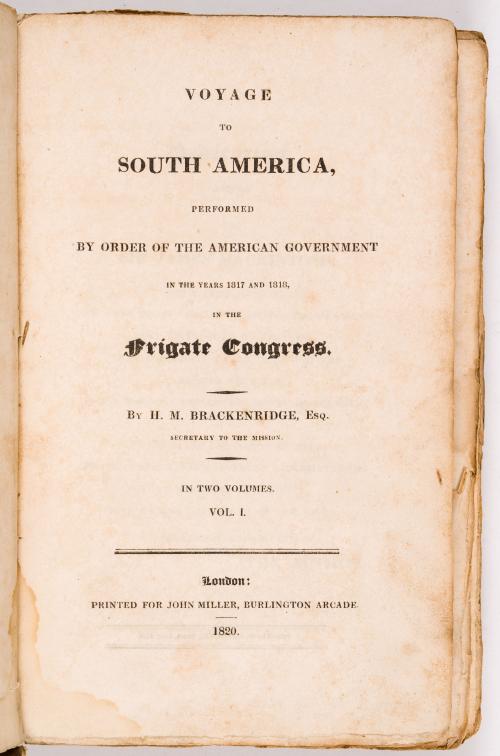 VOYAGE
TO
SOUTH AMERICA,
PERFORMED
BY ORDER OF THE AMERICAN GOVERNMENT
IN THE YEARS 1817 AND 1818,
IN THE
Frigate Congress.
By H. M. BRACKENRIDGE, Esq.
SECRETARY TO THE MISSION.
IN TWO VOLUMES.
VOL. I.
London:
PRINTED FOR JOHN MILLER, BURLINGTON ARCADE
1820.